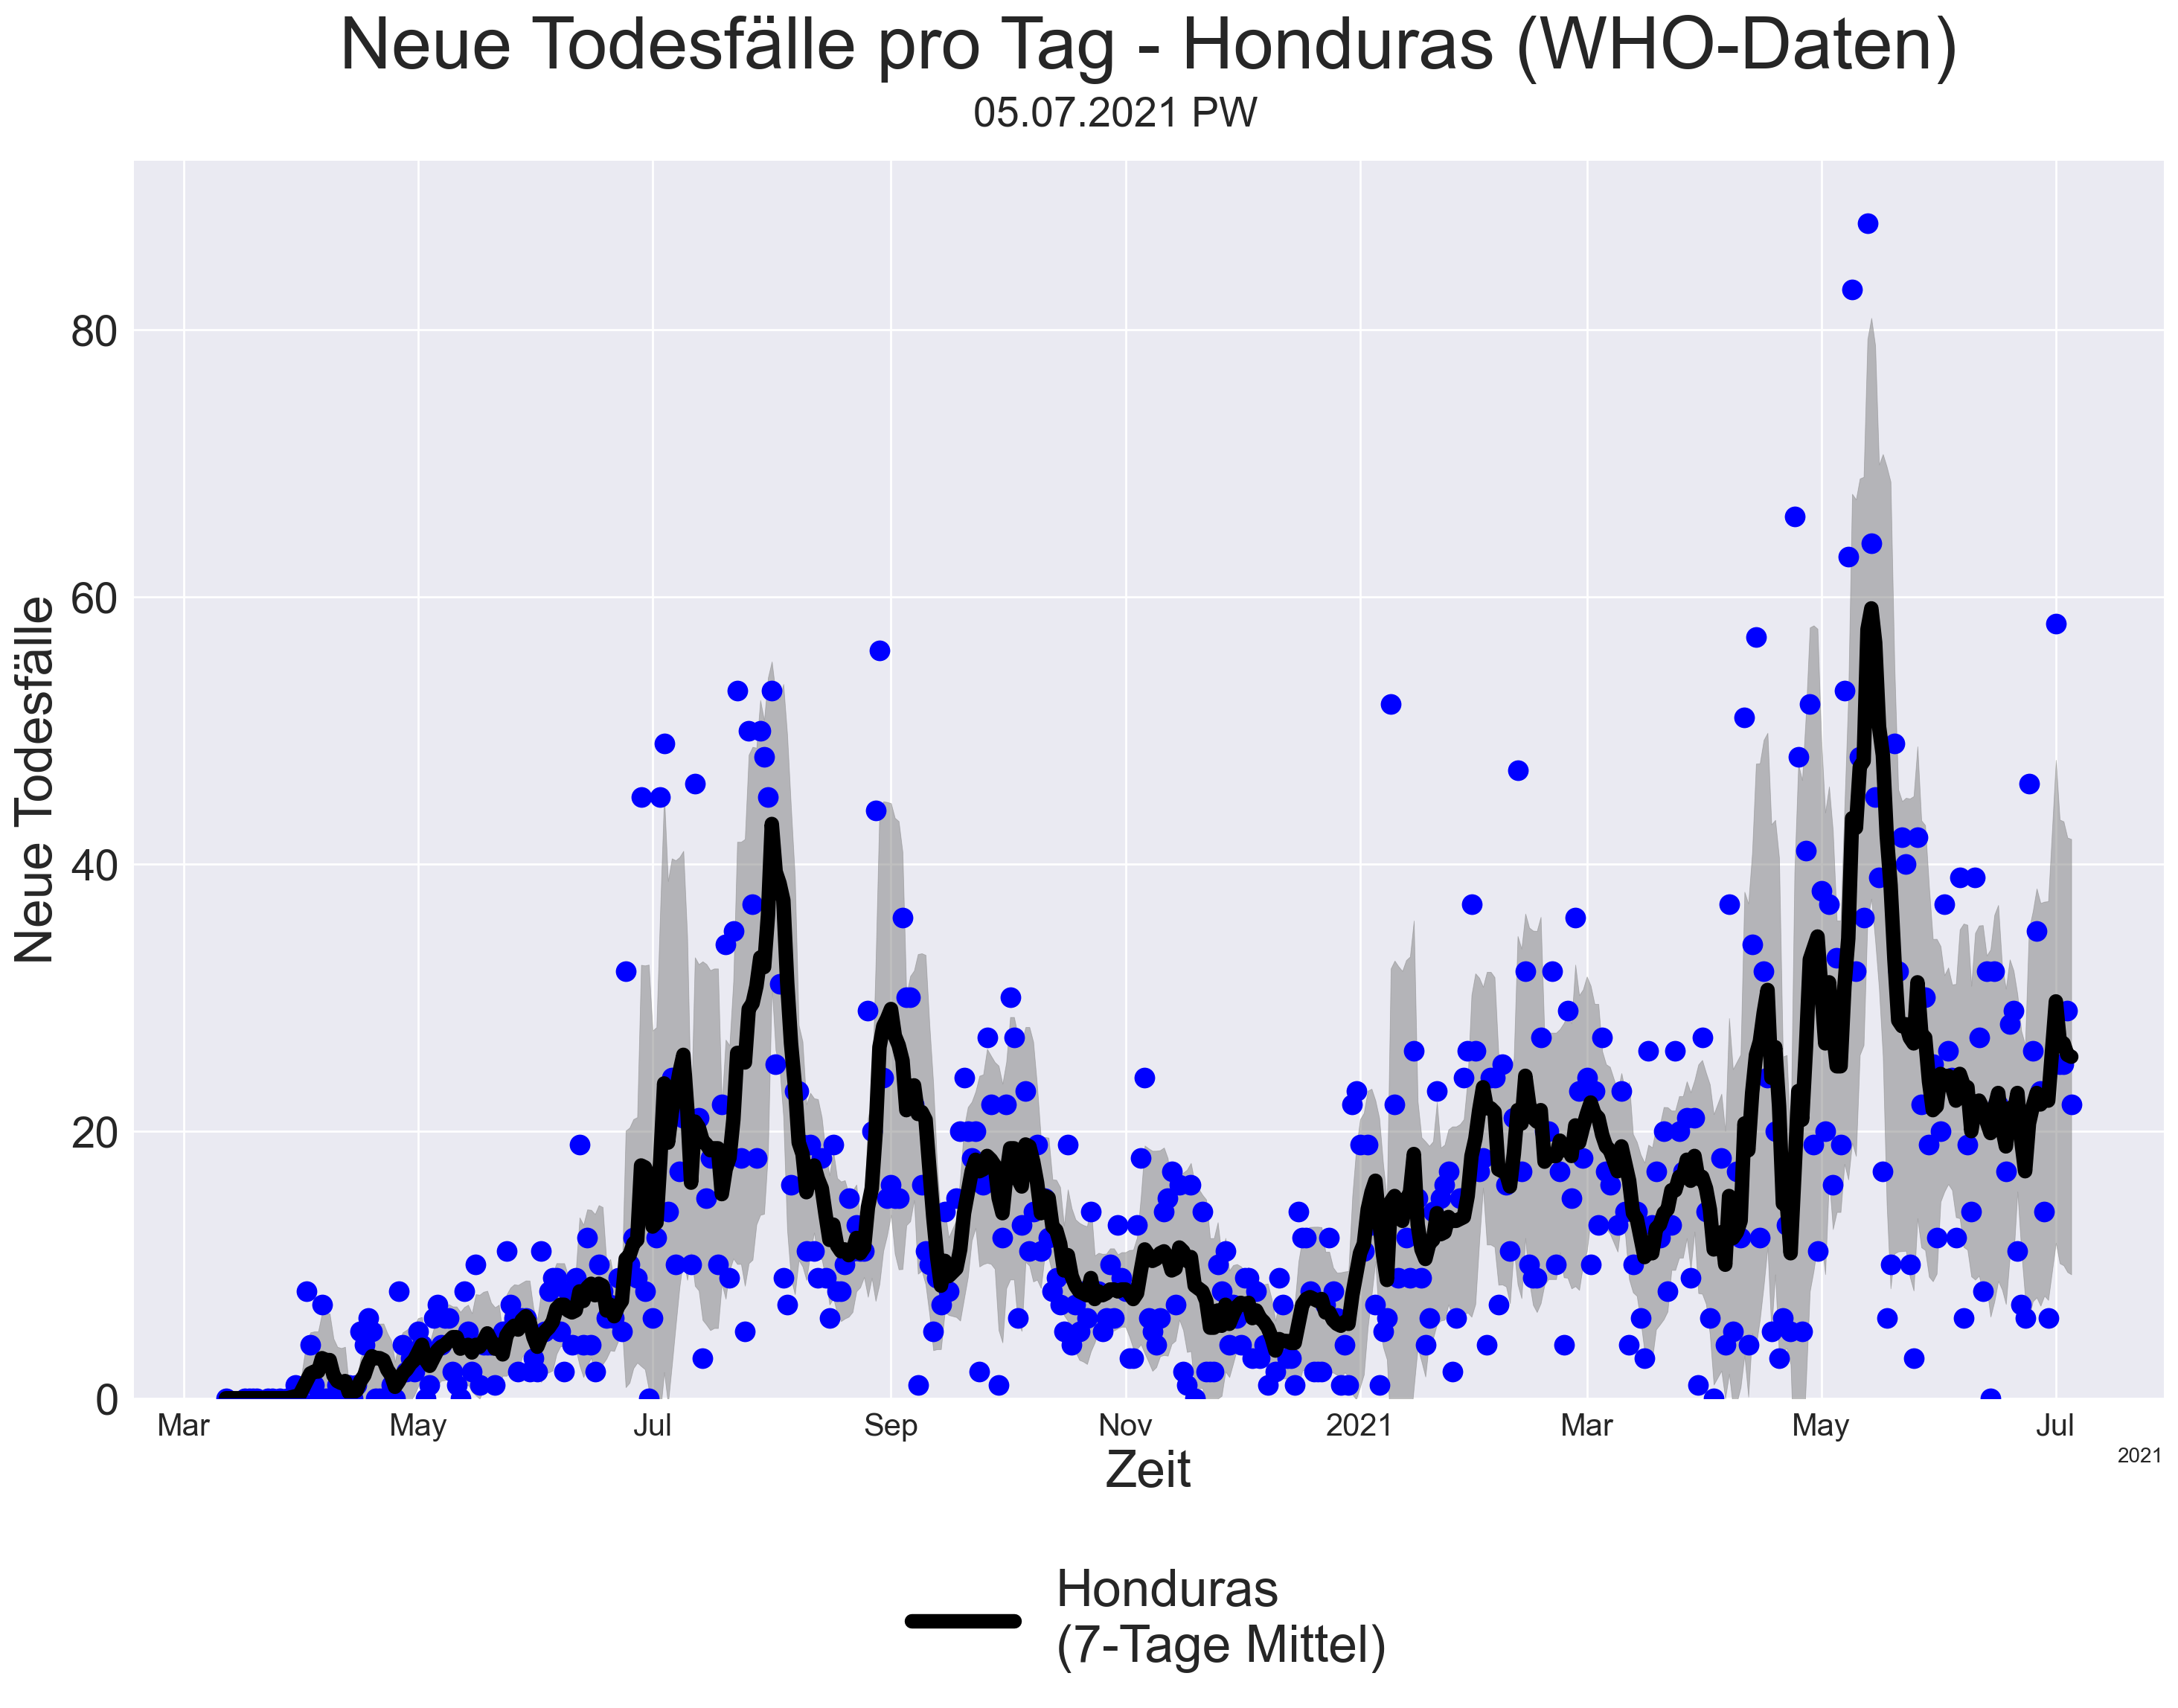 Neue Todesfälle pro Tag - Honduras (WHO-Daten)
05.07.2021 PW
Neue Todesfälle
80
60
40
20
0
Mar May Jul Sep Nov 2021 Mar May Jul
2021
Zeit
Honduras
(7-Tage Mittel)